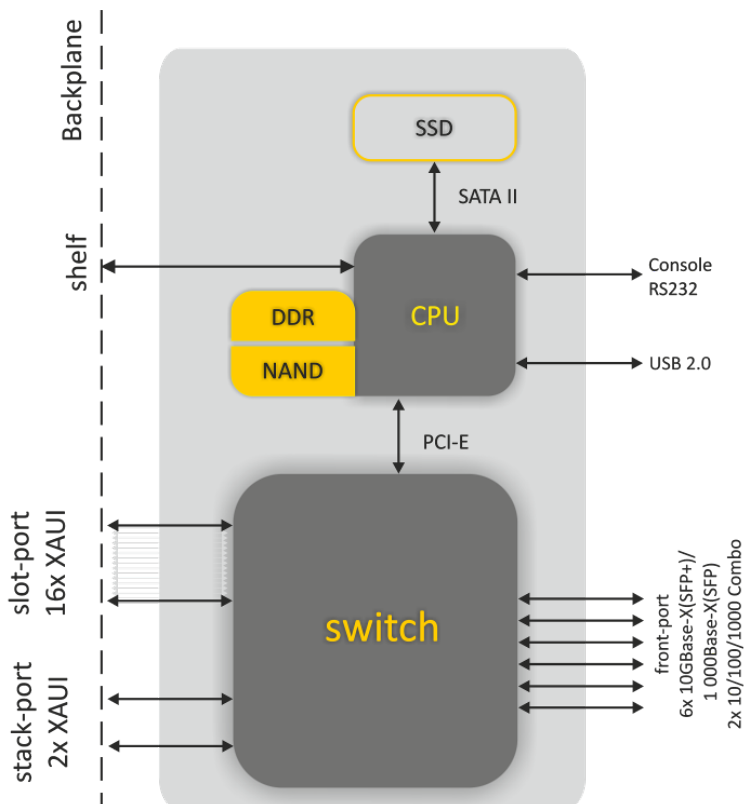 Backplane
SSD
SATA II
shelf
Console
RS232
DDR
CPU
NAND
USB 2.0
PCI-E
slot-port
16x XAUI
switch
front-port
6x 10GBase-X(SFP+)/
1 000Base-X(SFP)
2x 10/100/1000 Combo
stack-port
2x XAUI